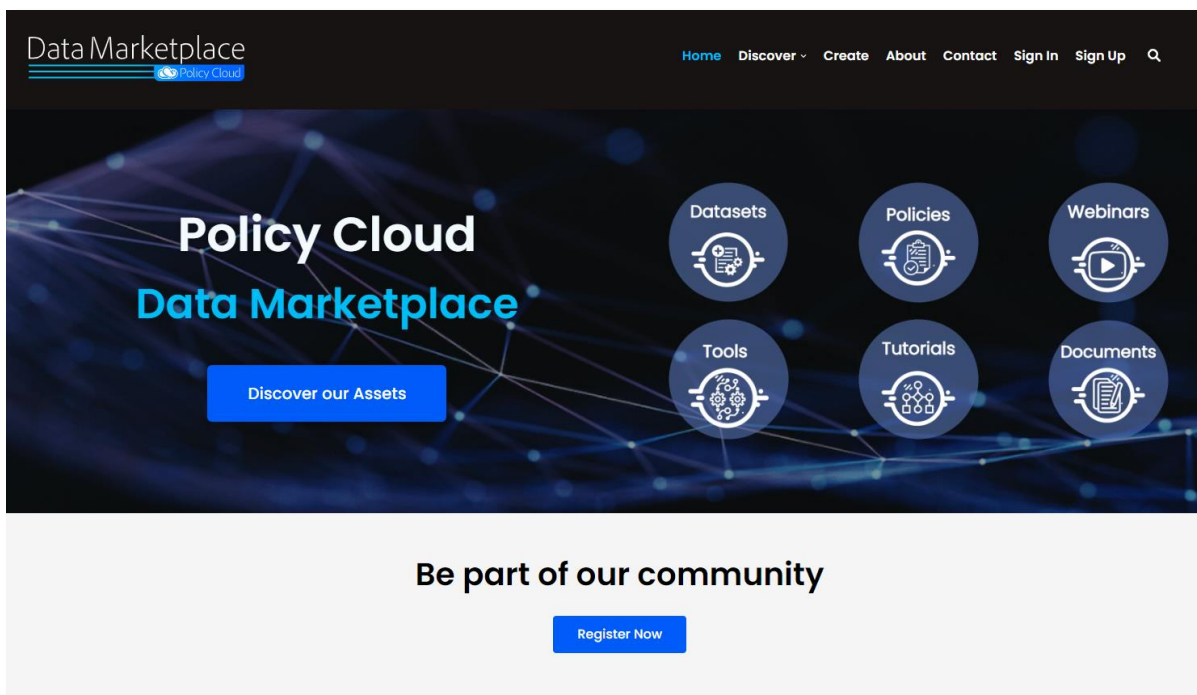 Data Marketplace
Policy Cloud
Home Discover Create About Contact Sign In Sign Up
Policy Cloud
Data Marketplace
Discover our Assets
Datasets
Policies
Webinars
Tools
Tutorials
Documents
Be part of our community
Register Now